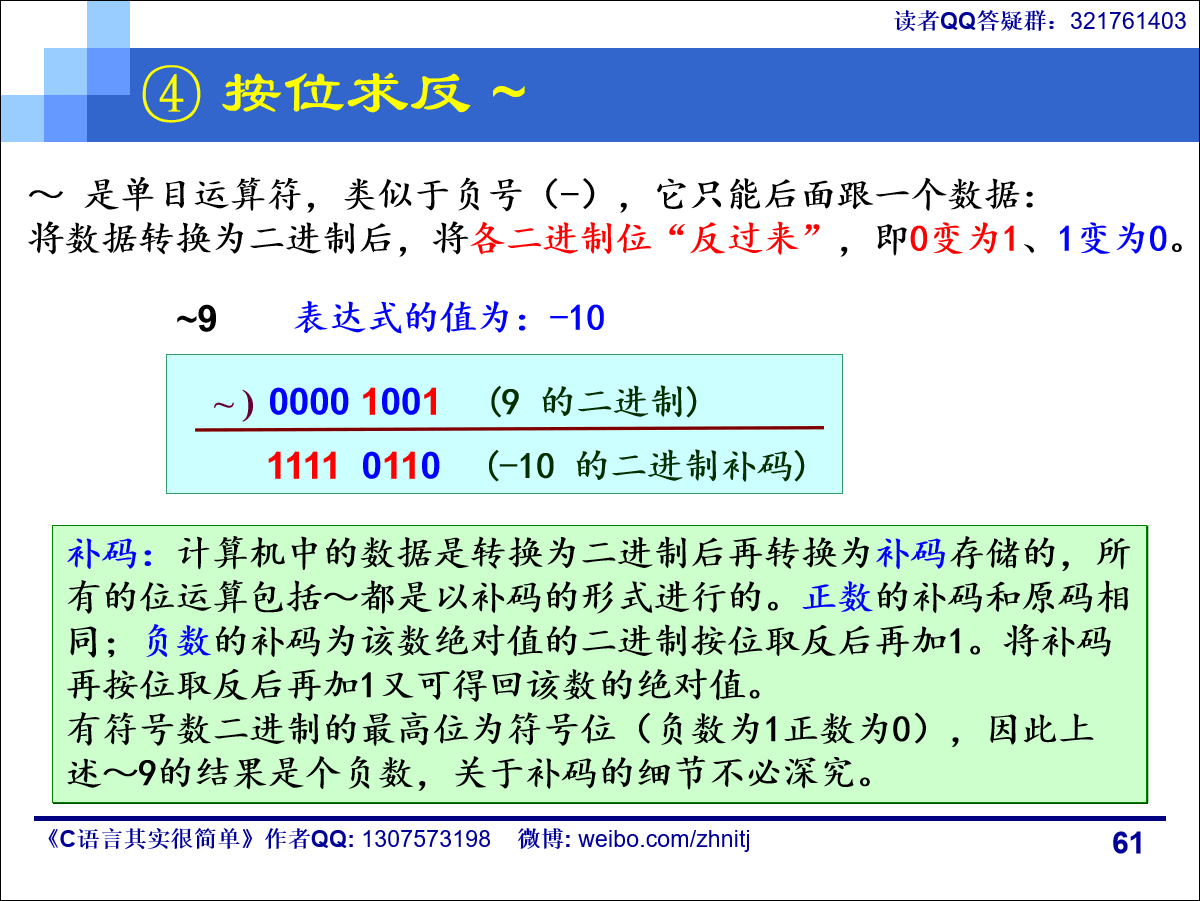 读者QQ答疑群：321761403
④ 按位求反 ~
～ 是单目运算符，类似于负号（-），它只能后面跟一个数据：
将数据转换为二进制后，将各二进制位“反过来”，即0变为1、1变为0。
~9 表达式的值为：-10
~ ) 0000 1001 (9 的二进制)
1111 0110 (-10 的二进制补码)
补码：计算机中的数据是转换为二进制后再转换为补码存储的，所
有的位运算包括～都是以补码的形式进行的。正数的补码和原码相
同；负数的补码为该数绝对值的二进制按位取反后再加1。将补码
再按位取反后再加1又可得回该数的绝对值。
有符号数二进制的最高位为符号位（负数为1正数为0），因此上
述～9的结果是个负数，关于补码的细节不必深究。
《C语言其实很简单》作者QQ: 1307573198 微博: weibo.com/zhnitj
61